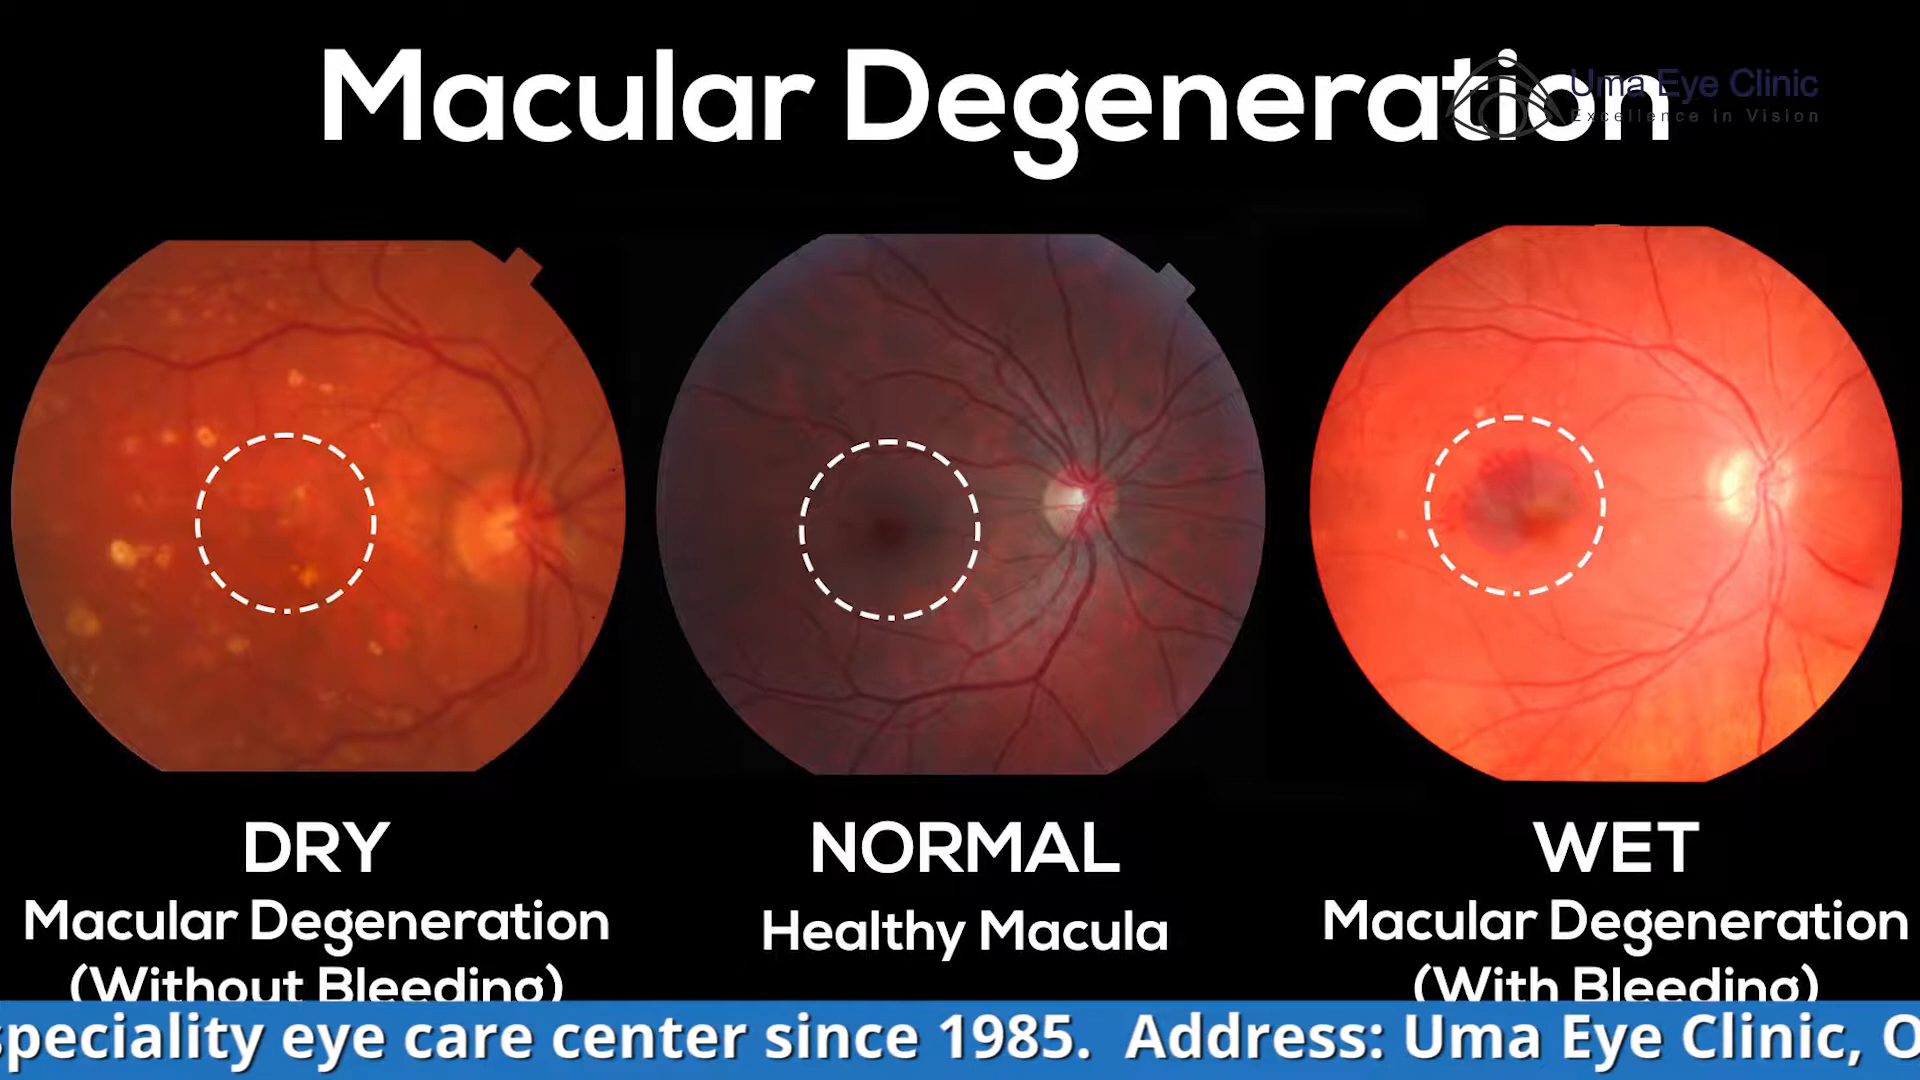 Macular Degeneration
Uma Eye Clinic
Excellence in Vision
DRY
Macular Degeneration
(Without Bleeding)
NORMAL
Healthy Macula
WET
Macular Degeneration
(With Bleeding)
speciality eye care center since 1985. Address: Uma Eye Clinic, O